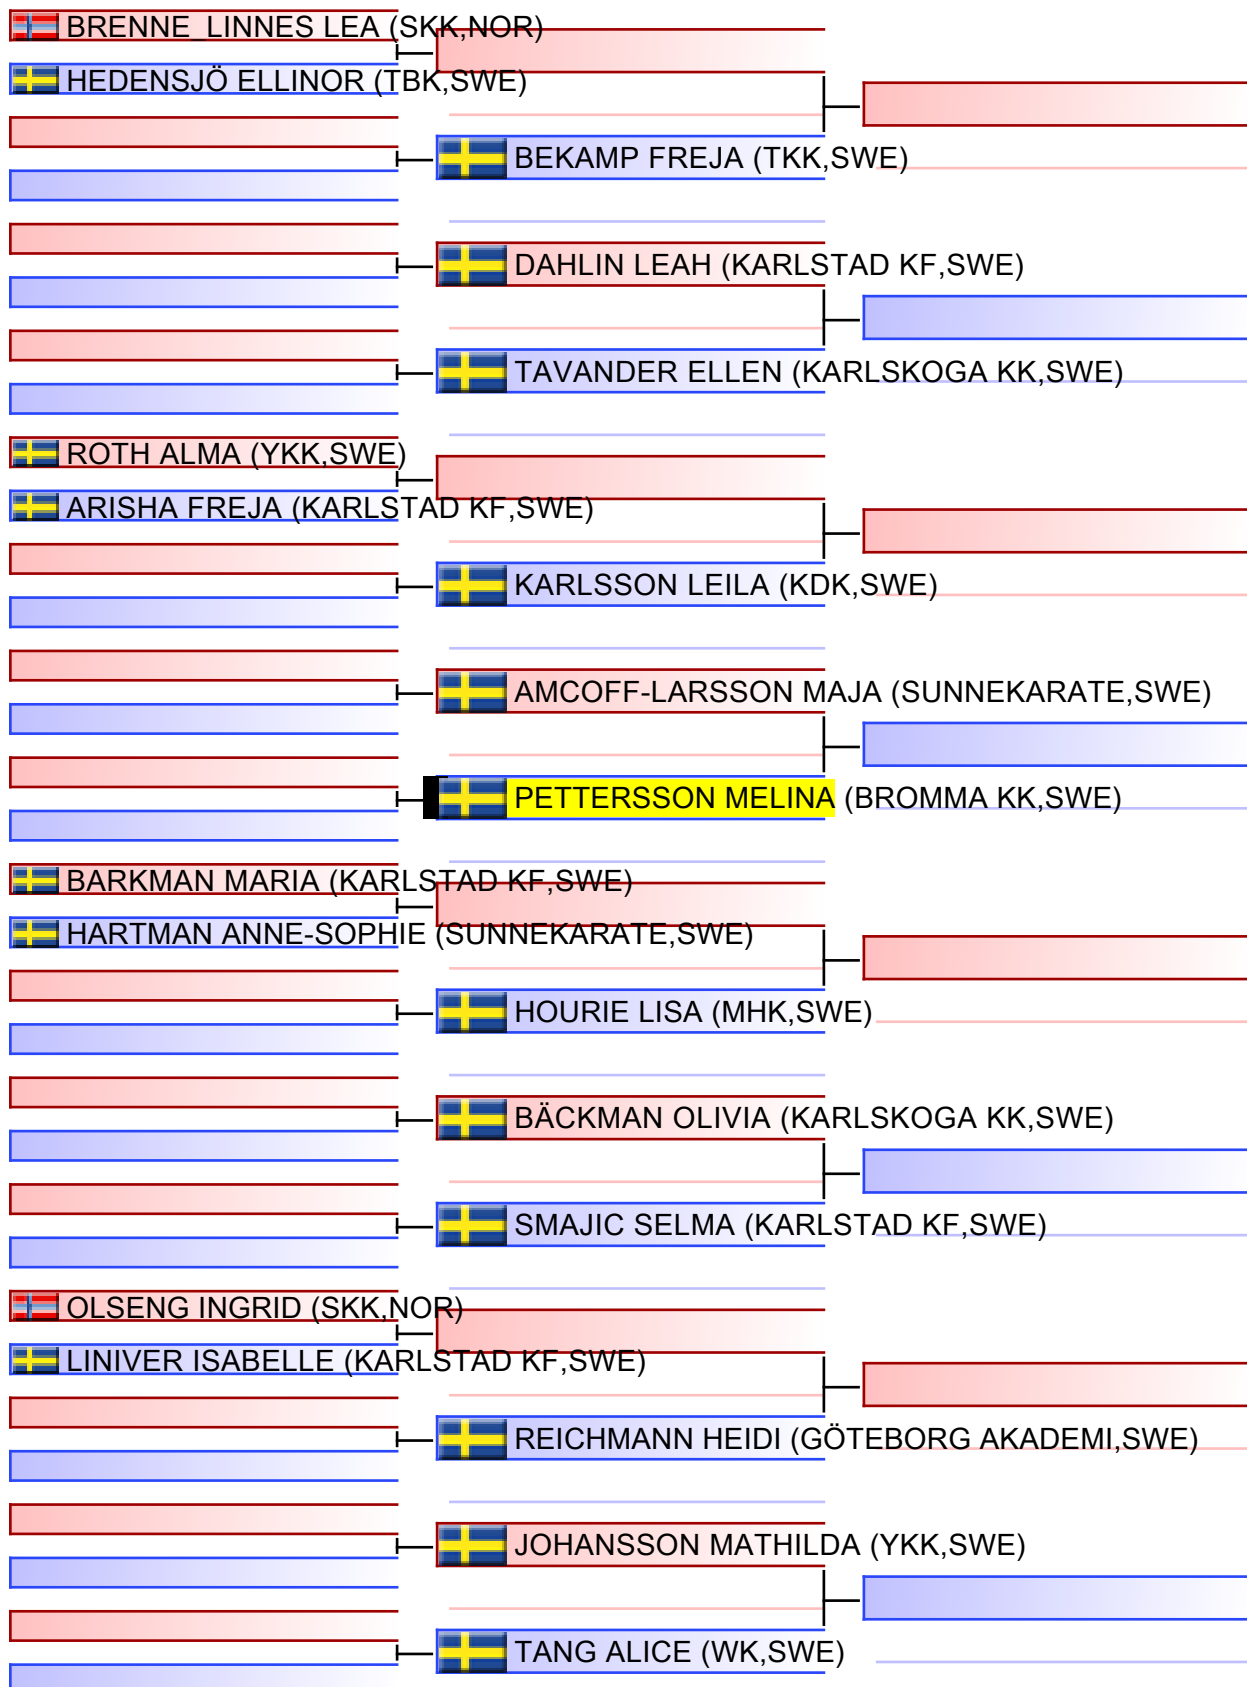 BRENNE_LINNES LEA (SKK,NOR)
HEDENSJÖ ELLINOR (TBK,SWE)
BEKAMP FREJA (TKK,SWE)
DAHLIN LEAH (KARLSTAD KF,SWE)
TAVANDER ELLEN (KARLSKOGA KK,SWE)
ROTH ALMA (YKK,SWE)
ARISHA FREJA (KARLSTAD KF,SWE)
KARLSSON LEILA (KDK,SWE)
AMCOFF-LARSSON MAJA (SUNNEKARATE,SWE)
PETTERSSON MELINA (BROMMA KK,SWE)
BARKMAN MARIA (KARLSTAD KF,SWE)
HARTMAN ANNE-SOPHIE (SUNNEKARATE,SWE)
HOURIE LISA (MHK,SWE)
BÄCKMAN OLIVIA (KARLSKOGA KK,SWE)
SMAJIC SELMA (KARLSTAD KF,SWE)
OLSENG INGRID (SKK,NOR)
LINIVER ISABELLE (KARLSTAD KF,SWE)
REICHMANN HEIDI (GÖTEBORG AKADEMI,SWE)
JOHANSSON MATHILDA (YKK,SWE)
TANG ALICE (WK,SWE)